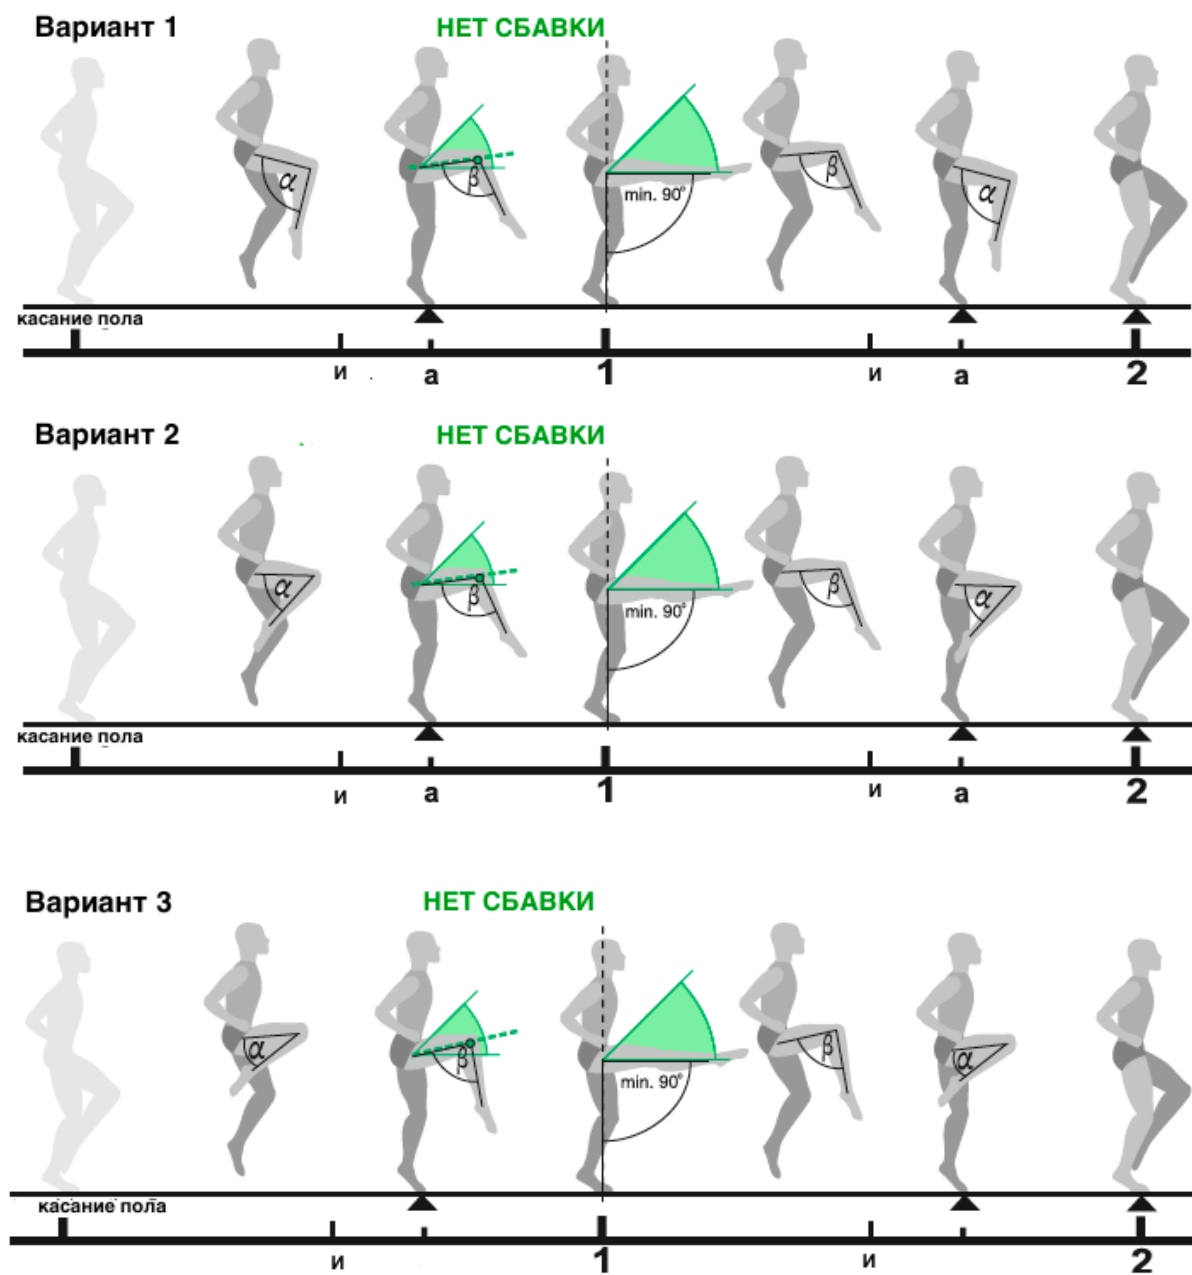 Вариант 1 НЕТ СБАВКИ
α β min. 90° β α
касание пола
и а 1 и а 2
Вариант 2 НЕТ СБАВКИ
α β min. 90° β α
касание пола
и а 1 и а 2
Вариант 3 НЕТ СБАВКИ
α β min. 90° β α
касание пола
и 1 и 2